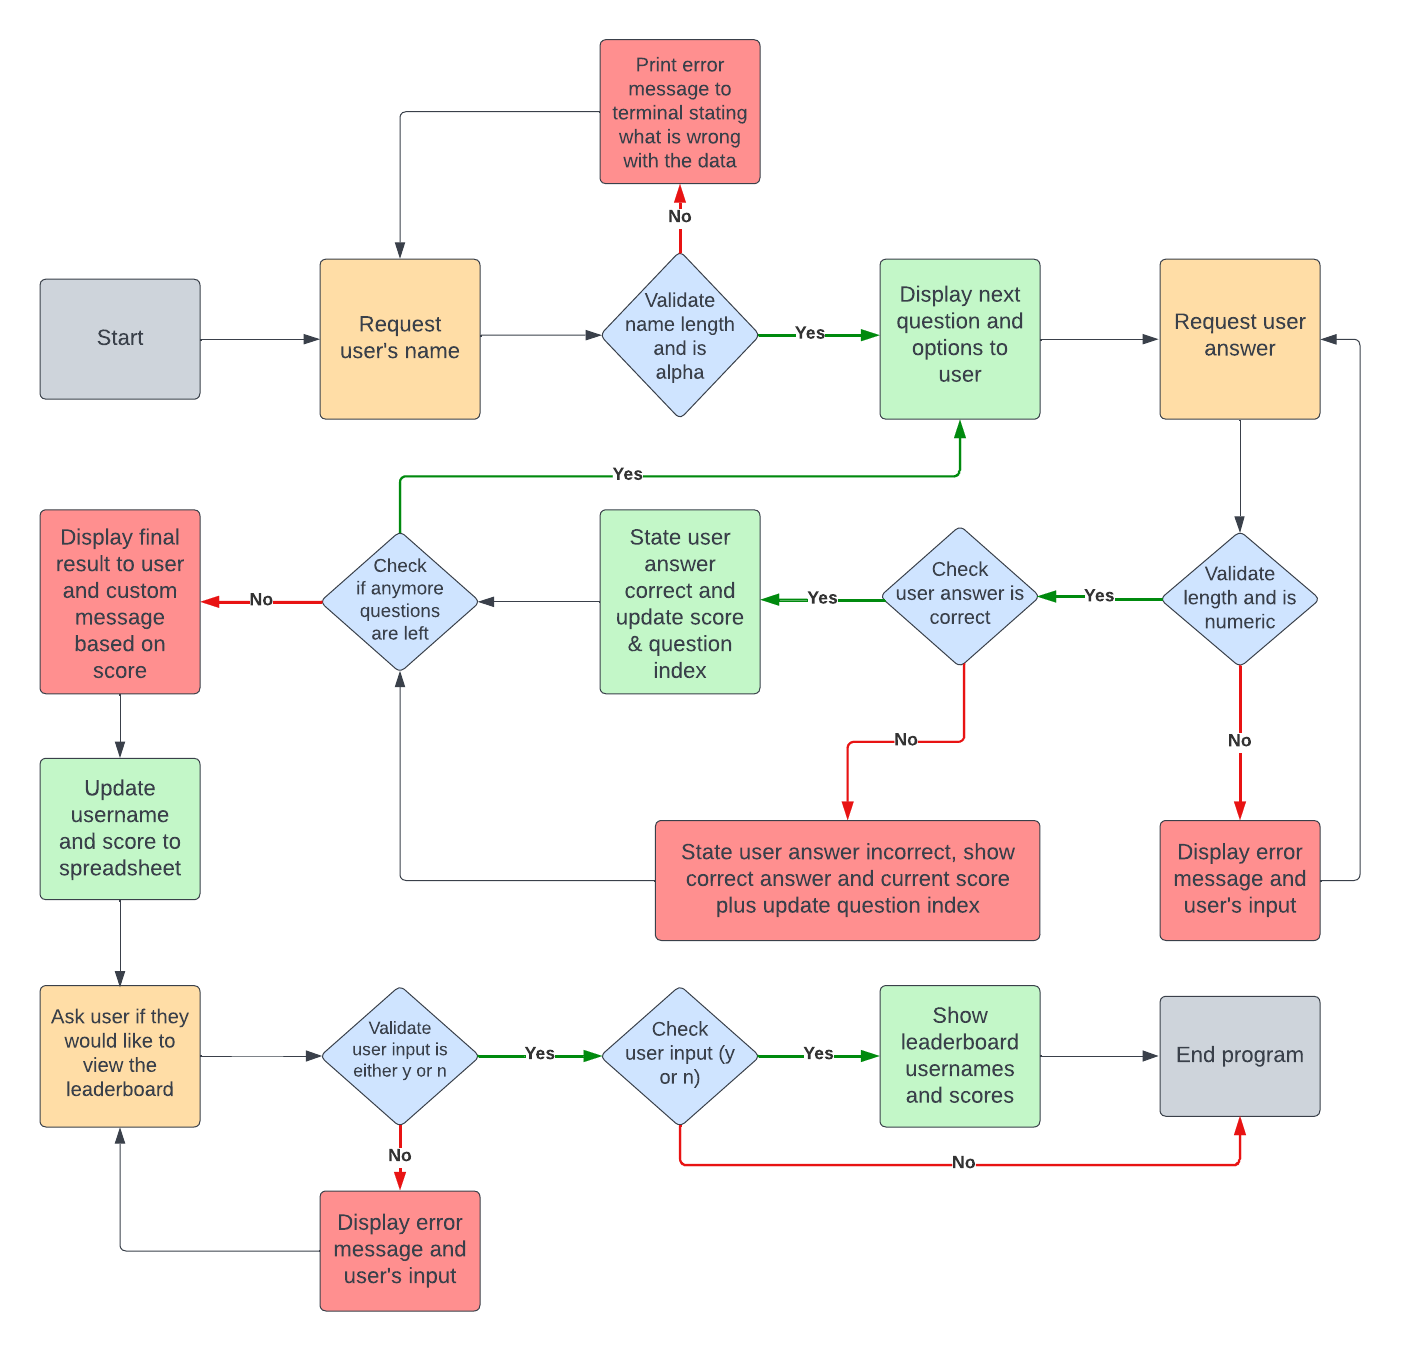 Print error
message to
terminal stating
what is wrong
with the data
No
Start
Request
user's name
Validate
name length
and is
alpha
Yes
Display next
question and
options to
user
Request user
answer
Yes
Display final
result to user
and custom
message
based on
score
No
Check
if anymore
questions
are left
State user
answer
correct and
update score
& question
index
Yes
Check
user answer is
correct
Yes
Validate
length and is
numeric
No
No
Update
username
and score to
spreadsheet
State user answer incorrect, show
correct answer and current score
plus update question index
Display error
message and
user's input
Ask user if they
would like to
view the
leaderboard
Validate
user input is
either y or n
Yes
Check
user input (y
or n)
Yes
Show
leaderboard
usernames
and scores
End program
No
No
Display error
message and
user's input